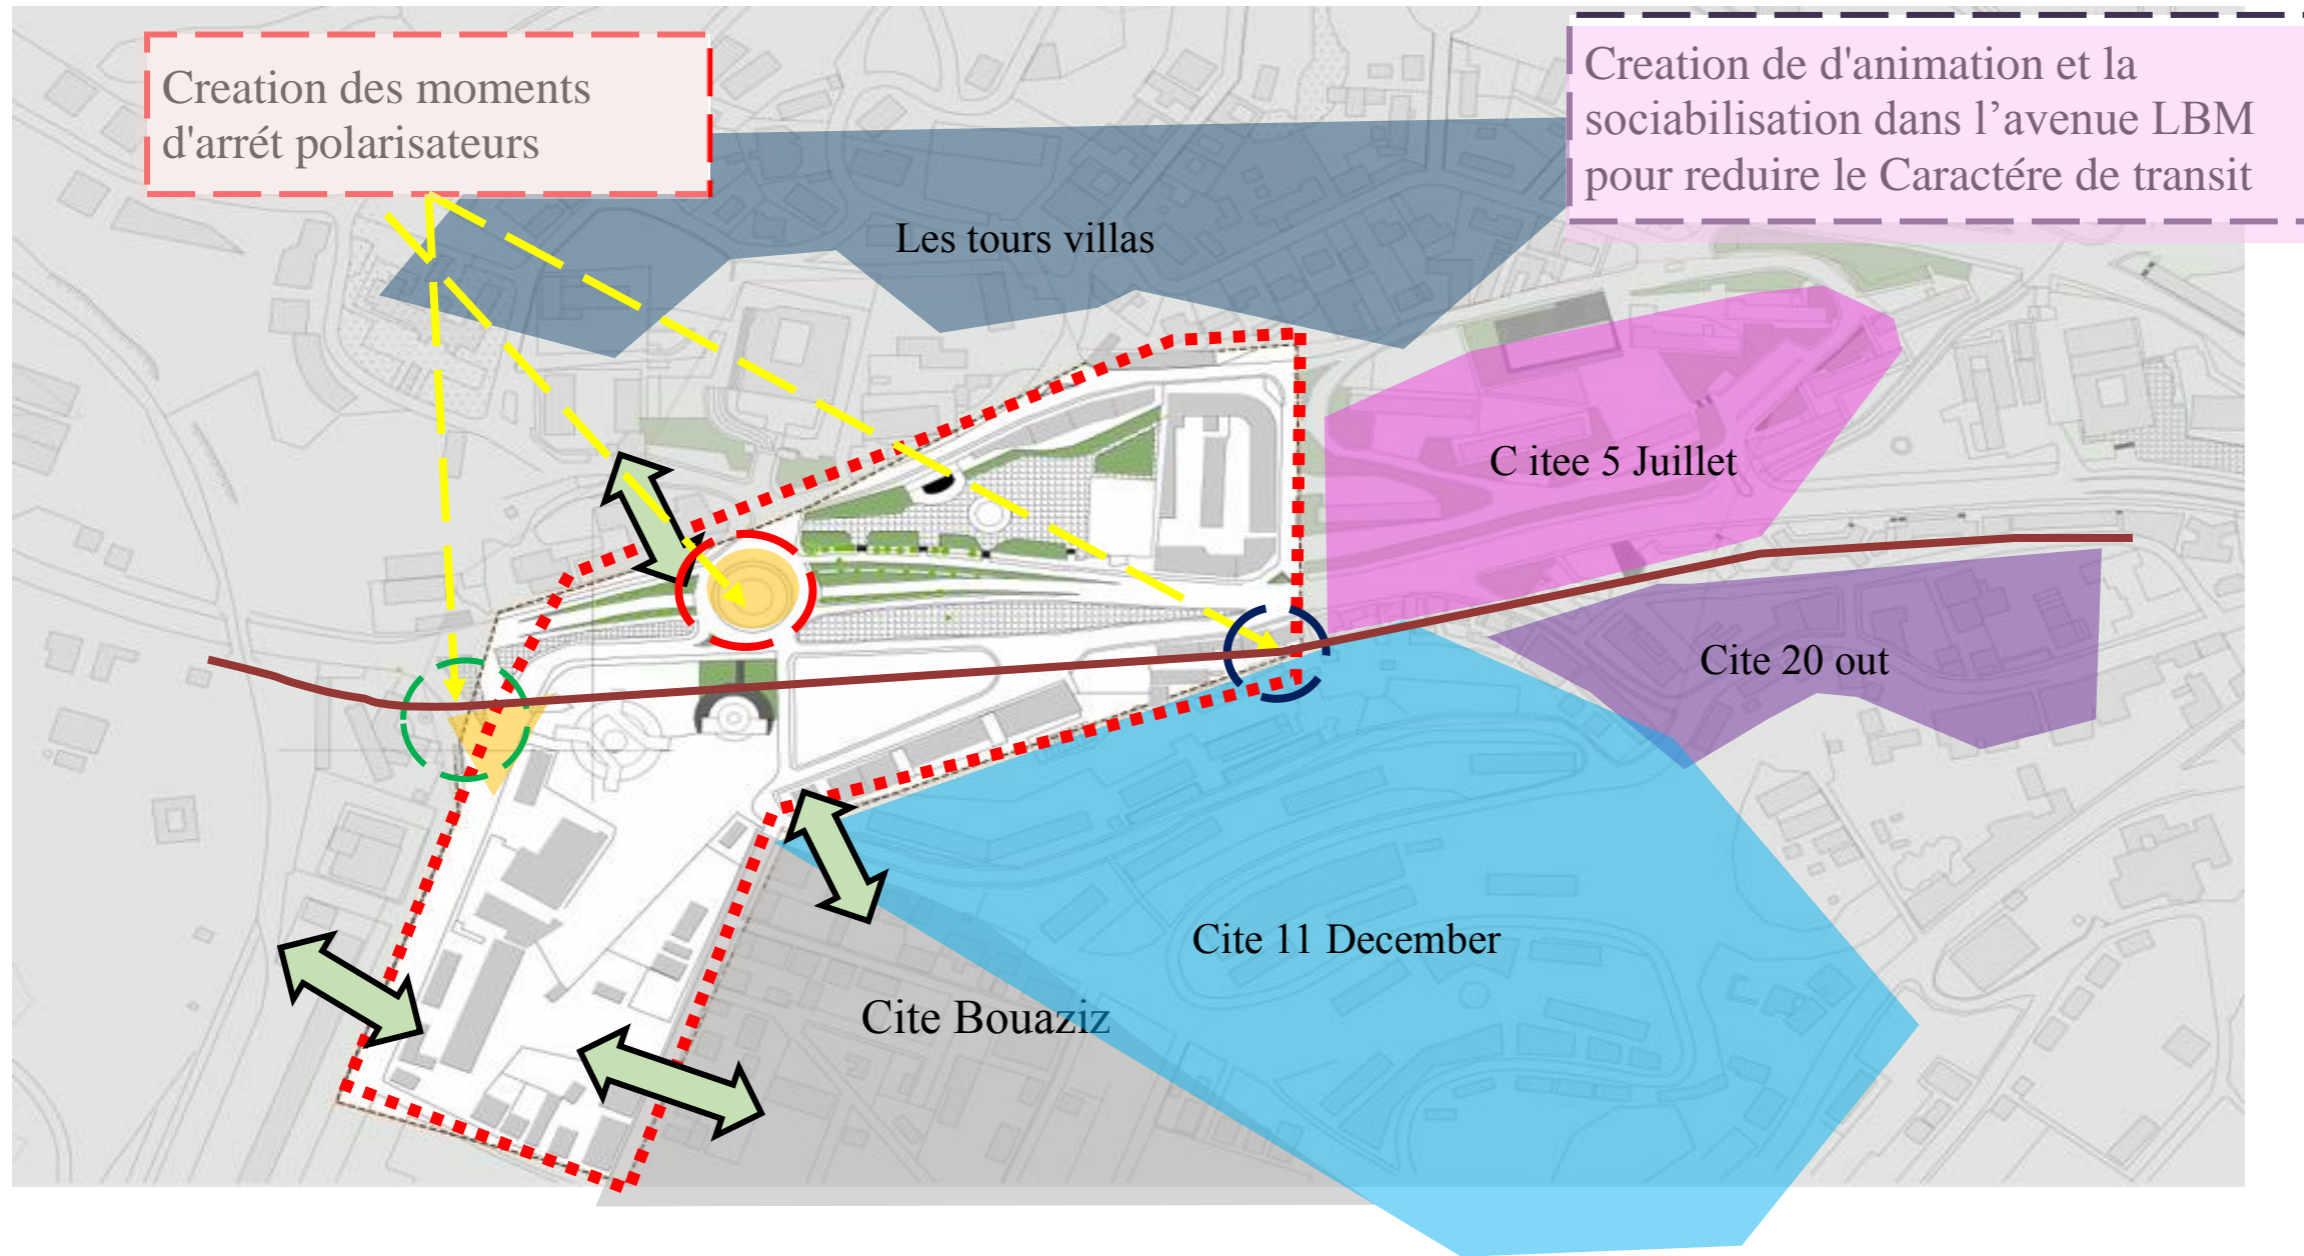 Creation des moments
d'arrét polarisateurs
Creation de d'animation et la
sociabilisation dans l’avenue LBM
pour reduire le Caractére de transit
Les tours villas
C itee 5 Juillet
Cite 20 out
Cite 11 December
Cite Bouaziz